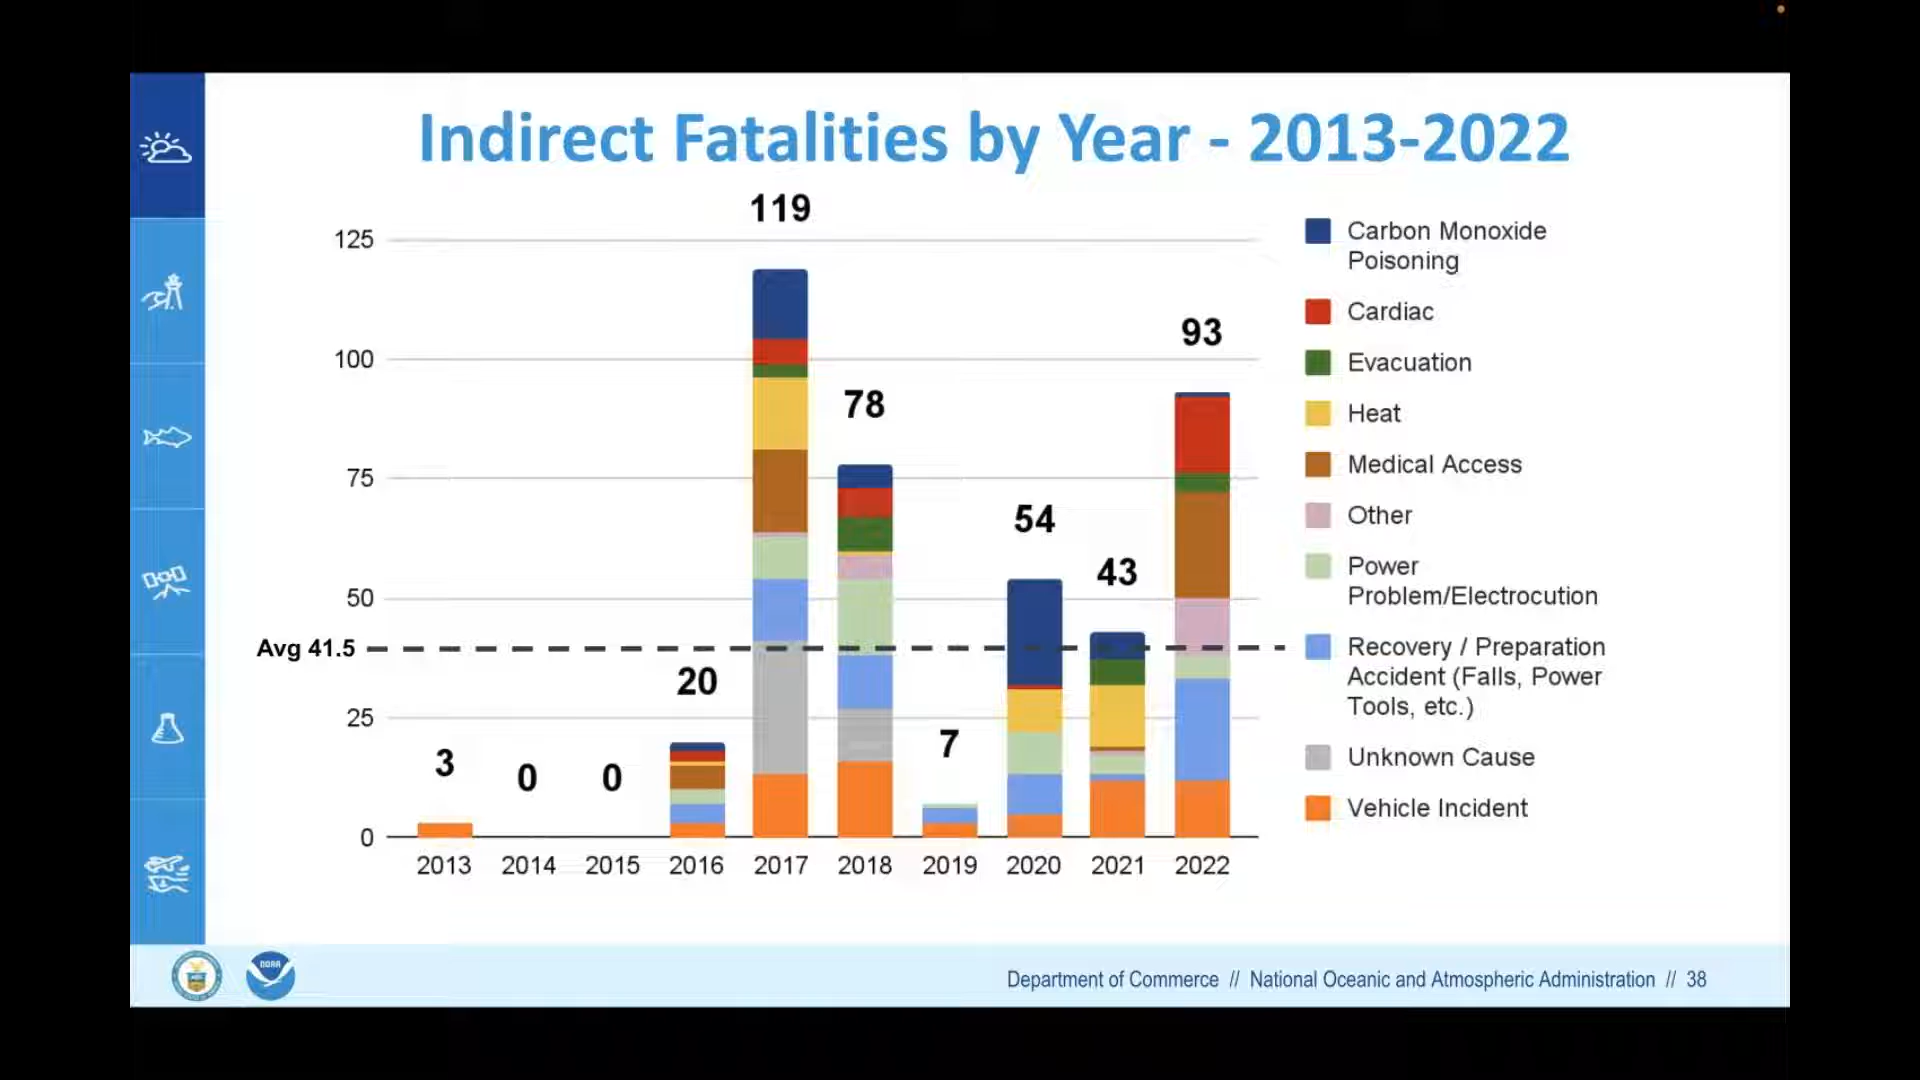 Indirect Fatalities by Year - 2013-2022
119
125
93
100
78
75
54
43
50
Avg 41.5
20
25
7
3
0
0
0
2013 2014 2015 2016 2017 2018 2019 2020 2021 2022
Carbon Monoxide
Poisoning
Cardiac
Evacuation
Heat
Medical Access
Other
Power
Problem/Electrocution
Recovery / Preparation
Accident (Falls, Power
Tools, etc.)
Unknown Cause
Vehicle Incident
NOAA
Department of Commerce // National Oceanic and Atmospheric Administration // 38